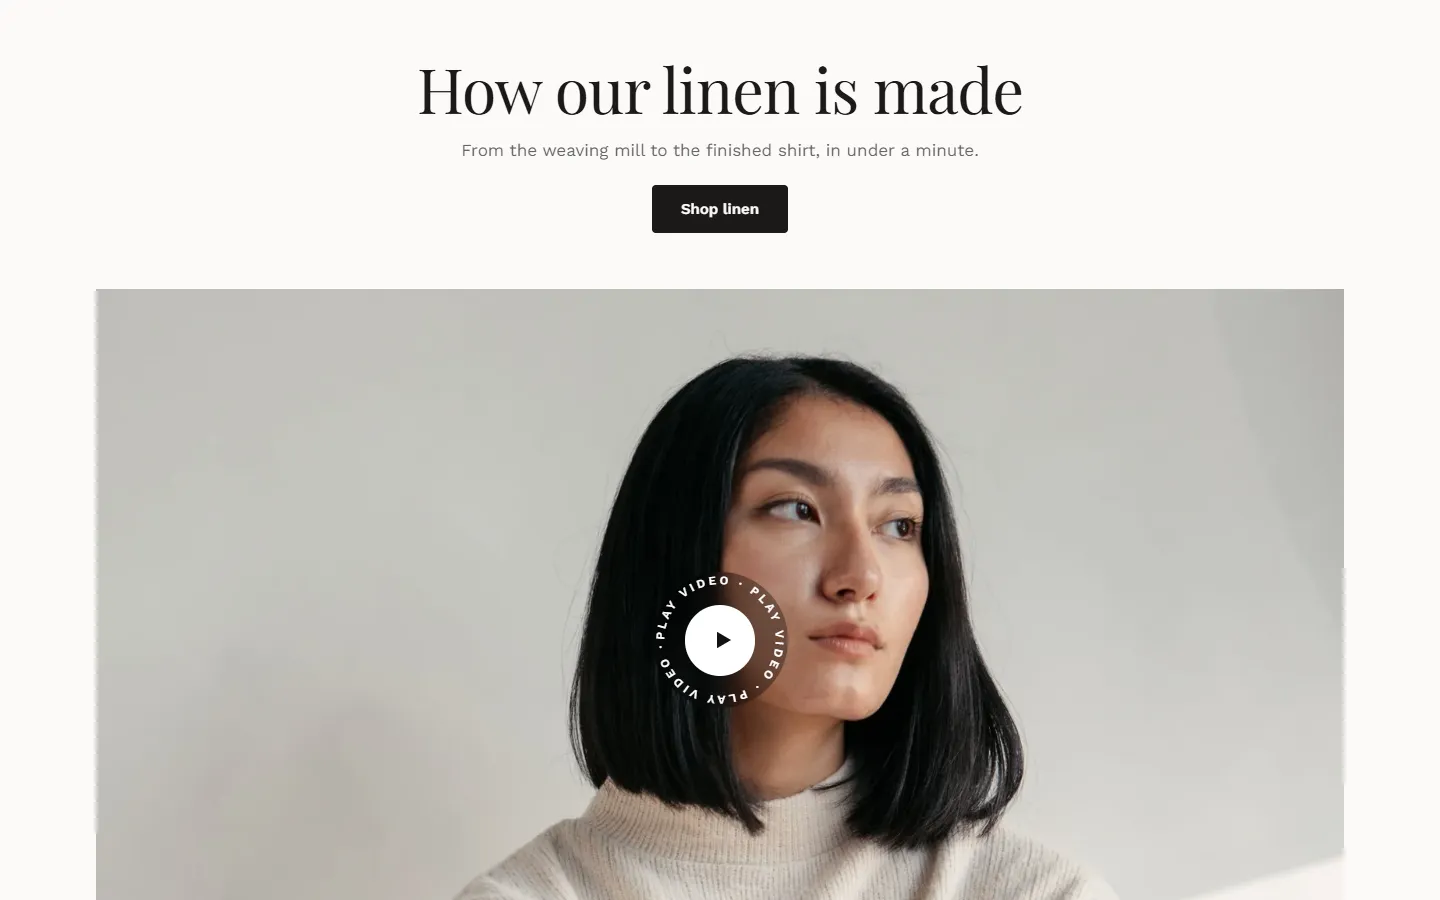 How our linen is made
From the weaving mill to the finished shirt, in under a minute.
Shop linen
PLAY VIDEO · PLAY VIDEO · PLAY VIDEO ·